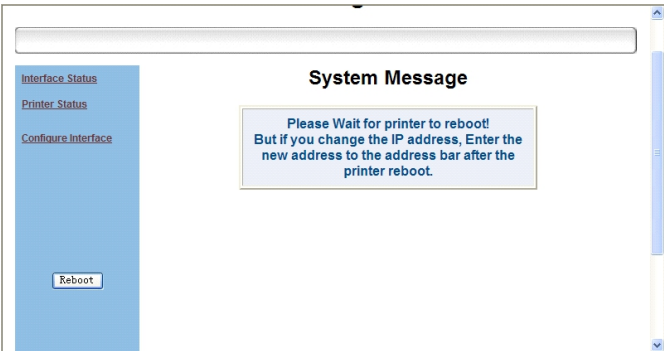 System Message
Interface Status
Printer Status
Configure Interface
Please Wait for printer to reboot!
But if you change the IP address, Enter the
new address to the address bar after the
printer reboot.
Reboot